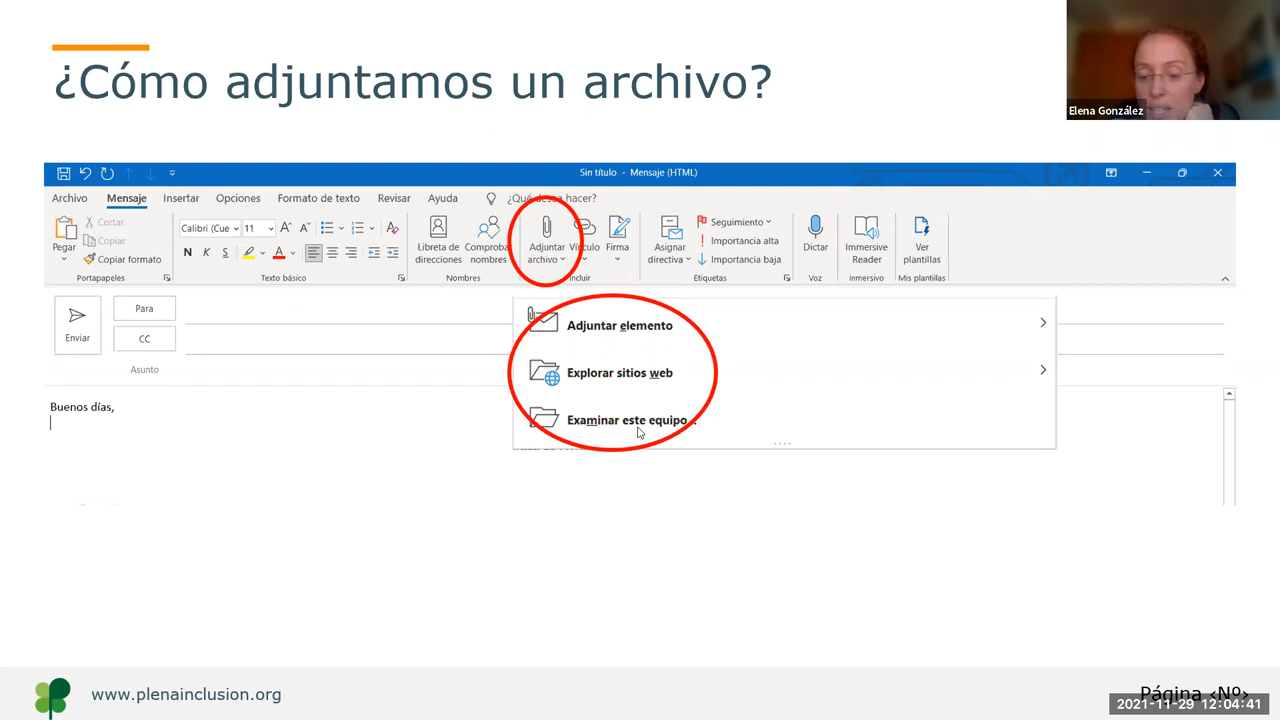 ¿Cómo adjuntamos un archivo?
Elena González
Sin título - Mensaje (HTML)
Archivo Mensaje Insertar Opciones Formato de texto Revisar Ayuda ¿Qué desea hacer?
Pegar
Cortar
Copiar
Copiar formato
Portapapeles
Calibri (Cue 11
N K S
Texto básico
Libreta de direcciones
Comprobar nombres
Nombres
Adjuntar archivo
Vínculo
Firma
Incluir
Asignar directiva
Seguimiento
Importancia alta
Importancia baja
Etiquetas
Dictar
Voz
Immersive Reader
Inmersivo
Ver plantillas
Mis plantillas
Enviar
Para
CC
Asunto
Adjuntar elemento
Explorar sitios web
Examinar este equipo...
Buenos días,
www.plenainclusion.org
Página ‹Nº›
2021-11-29 12:04:41